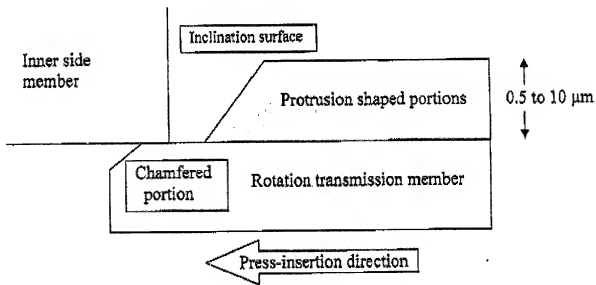 Inclination surface
Inner side
member
Protrusion shaped portions
0.5 to 10 μm
Chamfered
portion
Rotation transmission member
Press-insertion direction